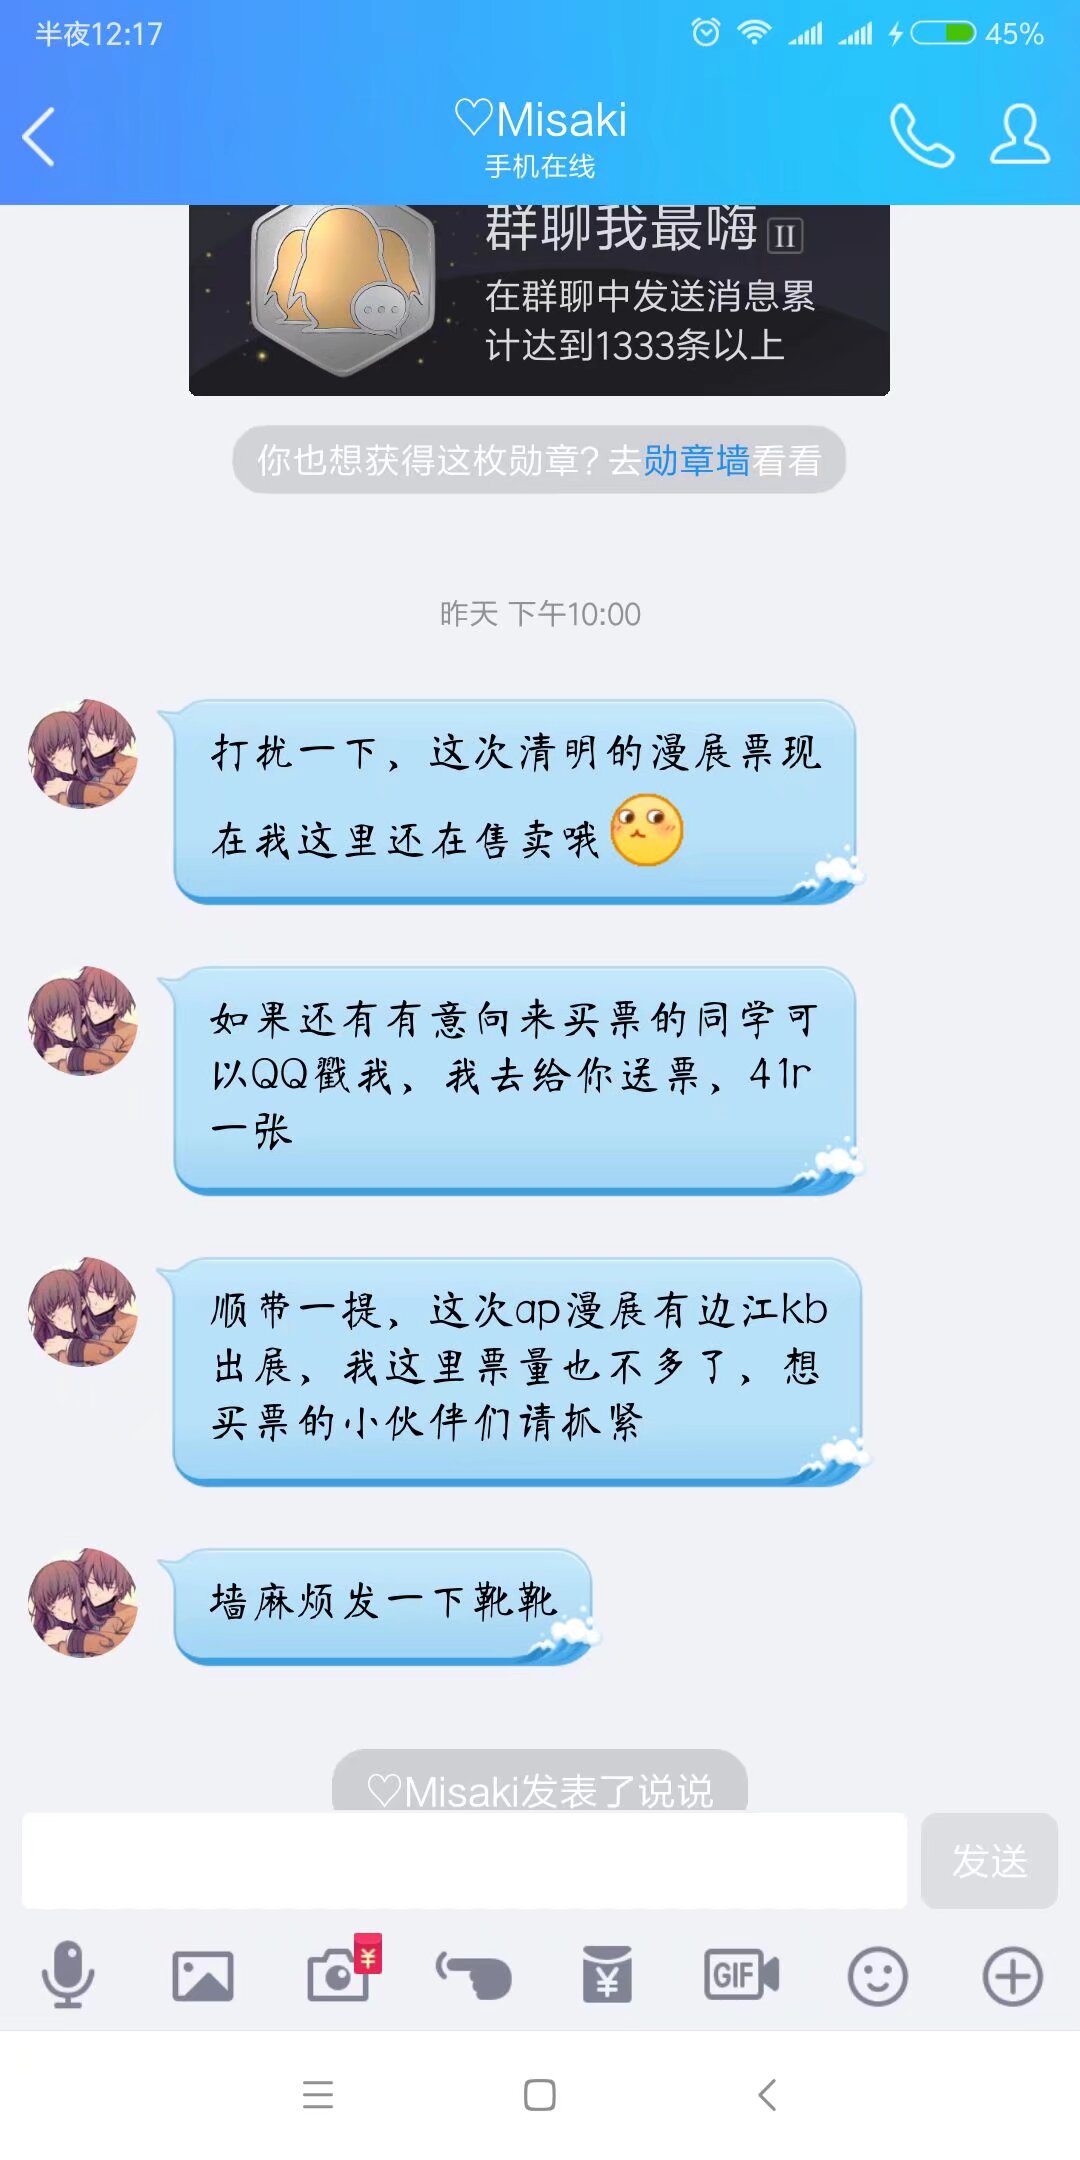 半夜12:17
45%
♡Misaki
手机在线
群聊我最嗨 II
在群聊中发送消息累
计达到1333条以上
你也想获得这枚勋章？去勋章墙看看
昨天 下午10:00
打扰一下，这次清明的漫展票现
在我这里还在售卖哦
如果还有有意向来买票的同学可
以QQ戳我，我去给你送票，41r
一张
顺带一提，这次ap漫展有边江kb
出展，我这里票量也不多了，想
买票的小伙伴们请抓紧
墙麻烦发一下靴靴
♡Misaki发表了说说
发送
¥
¥
GIF